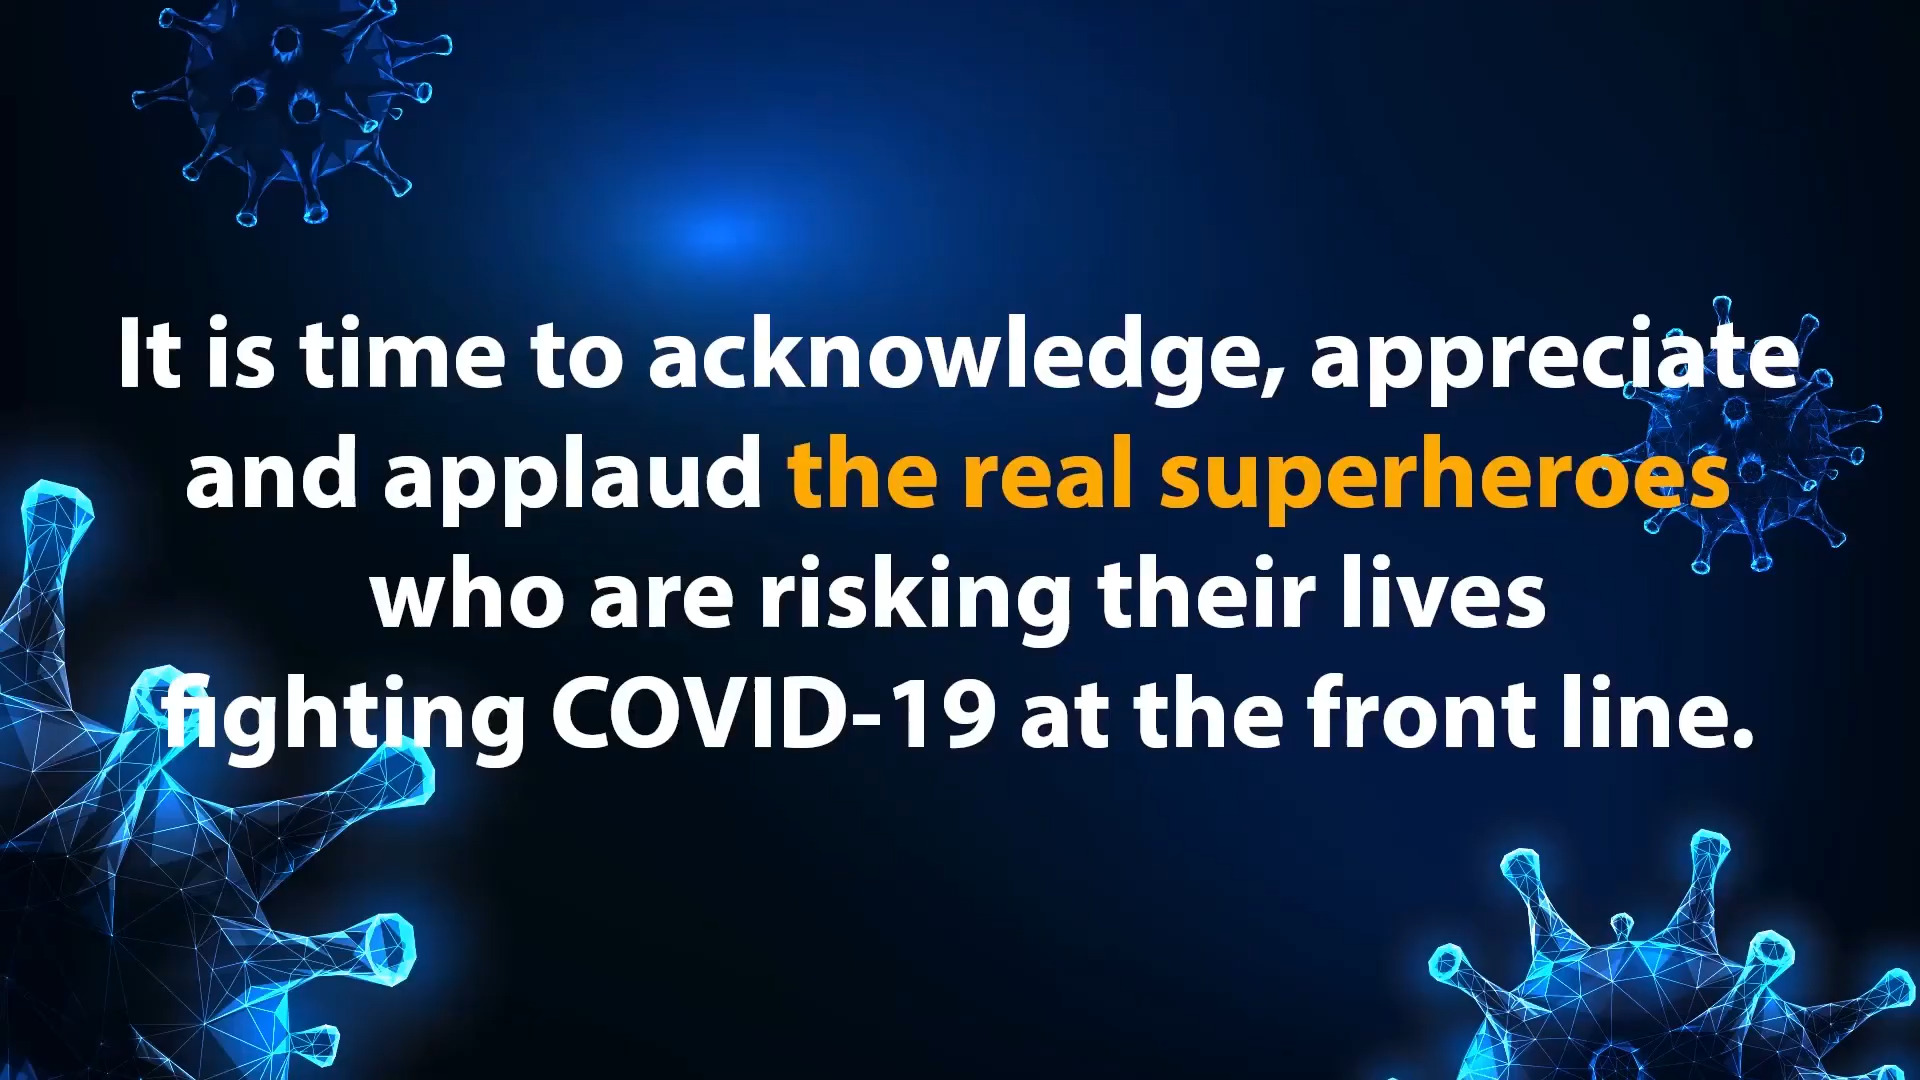 It is time to acknowledge, appreciate
and applaud the real superheroes
who are risking their lives
fighting COVID-19 at the front line.